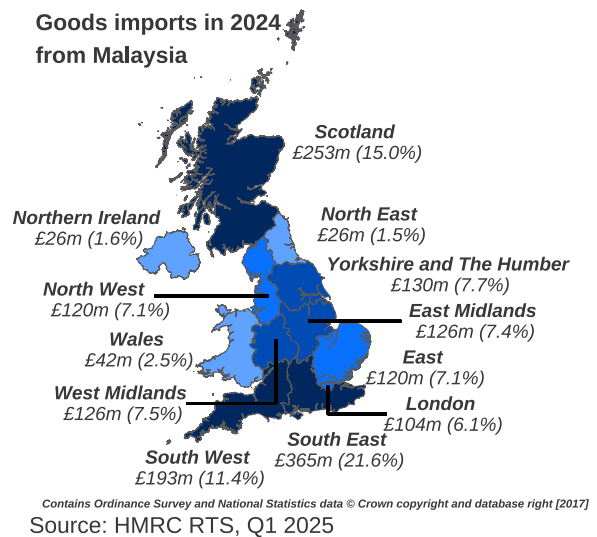 Goods imports in 2024
from Malaysia
Scotland
£253m (15.0%)
Northern Ireland
£26m (1.6%)
North East
£26m (1.5%)
Yorkshire and The Humber
£130m (7.7%)
North West
£120m (7.1%)
East Midlands
£126m (7.4%)
Wales
£42m (2.5%)
East
£120m (7.1%)
West Midlands
£126m (7.5%)
London
£104m (6.1%)
South East
£365m (21.6%)
South West
£193m (11.4%)
Contains Ordinance Survey and National Statistics data © Crown copyright and database right [2017]
Source: HMRC RTS, Q1 2025